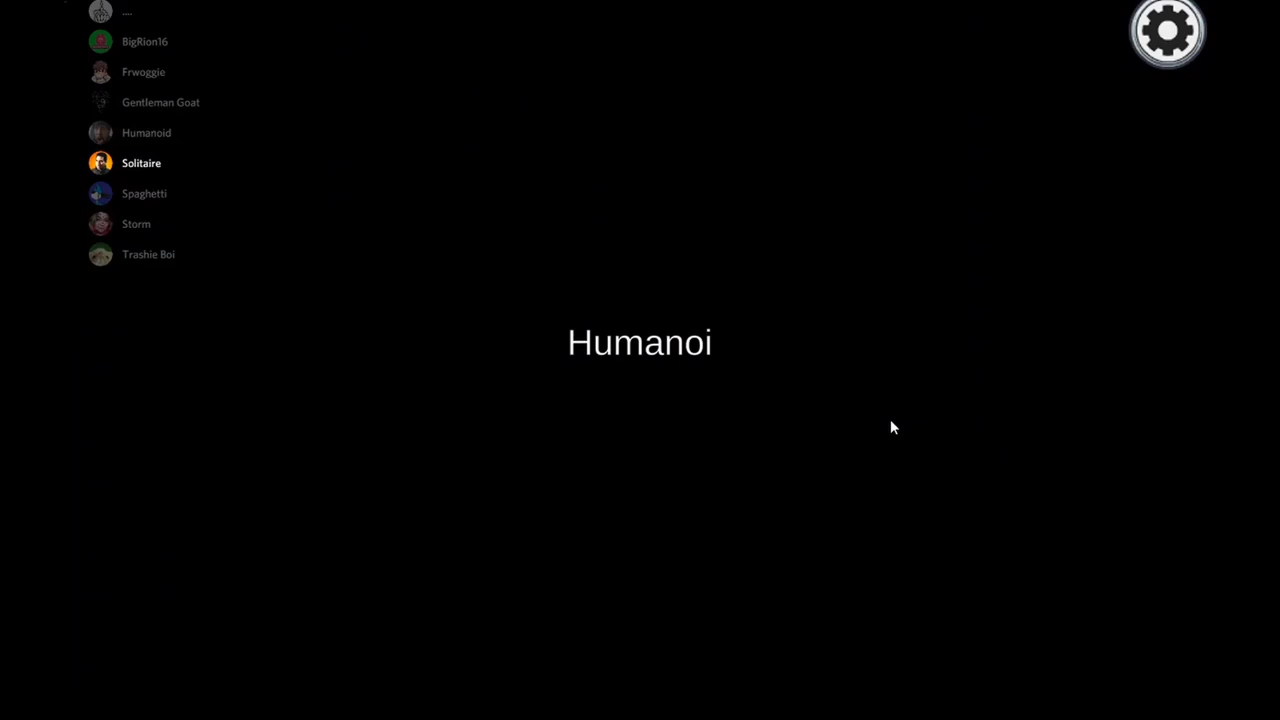 ....
BigRion16
Frwoggie
Gentleman Goat
Humanoid
Solitaire
Spaghetti
Storm
Trashie Boi
Humanoi